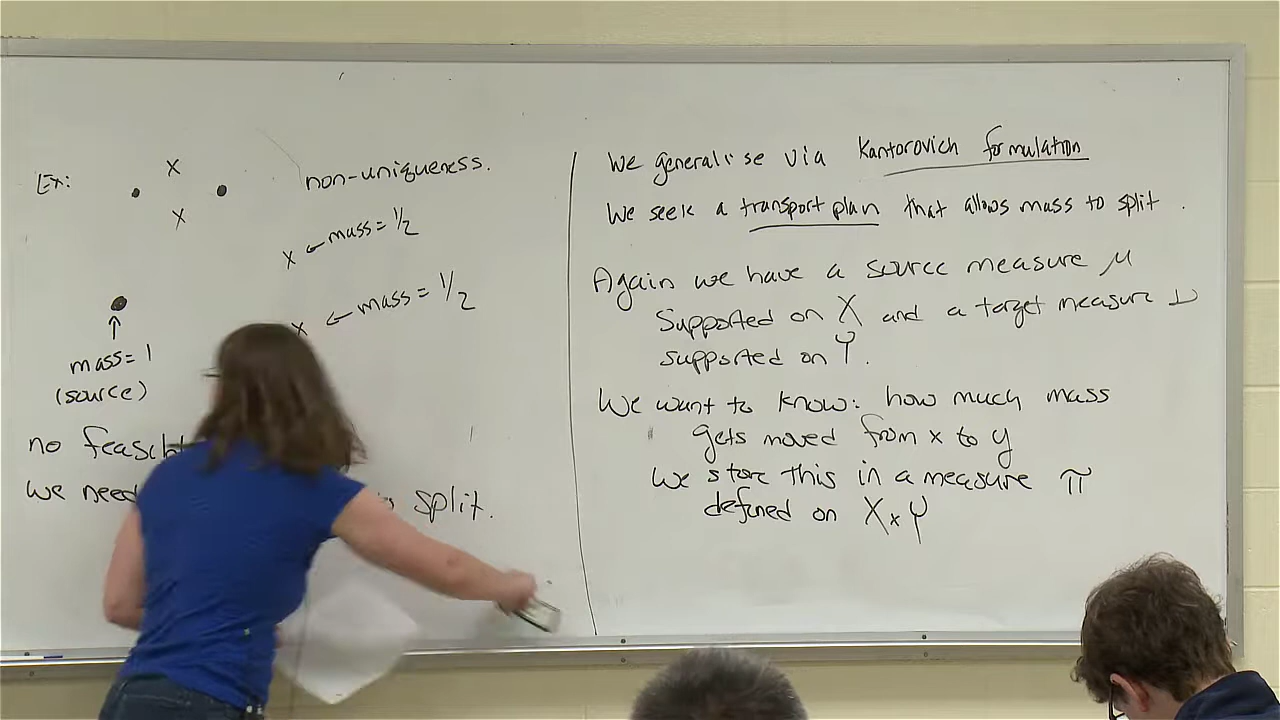 Ex:
x
x
non-uniqueness.
x ← mass = 1/2
x ← mass = 1/2
↑
mass = 1
(source)
no
we need split.
We generalise via Kantorovich formulation
We seek a transport plan that allows mass to split.
Again we have a source measure μ
supported on X and a target measure ν
supported on Y.
We want to know: how much mass
gets moved from x to y
We store this in a measure π
defined on X × Y